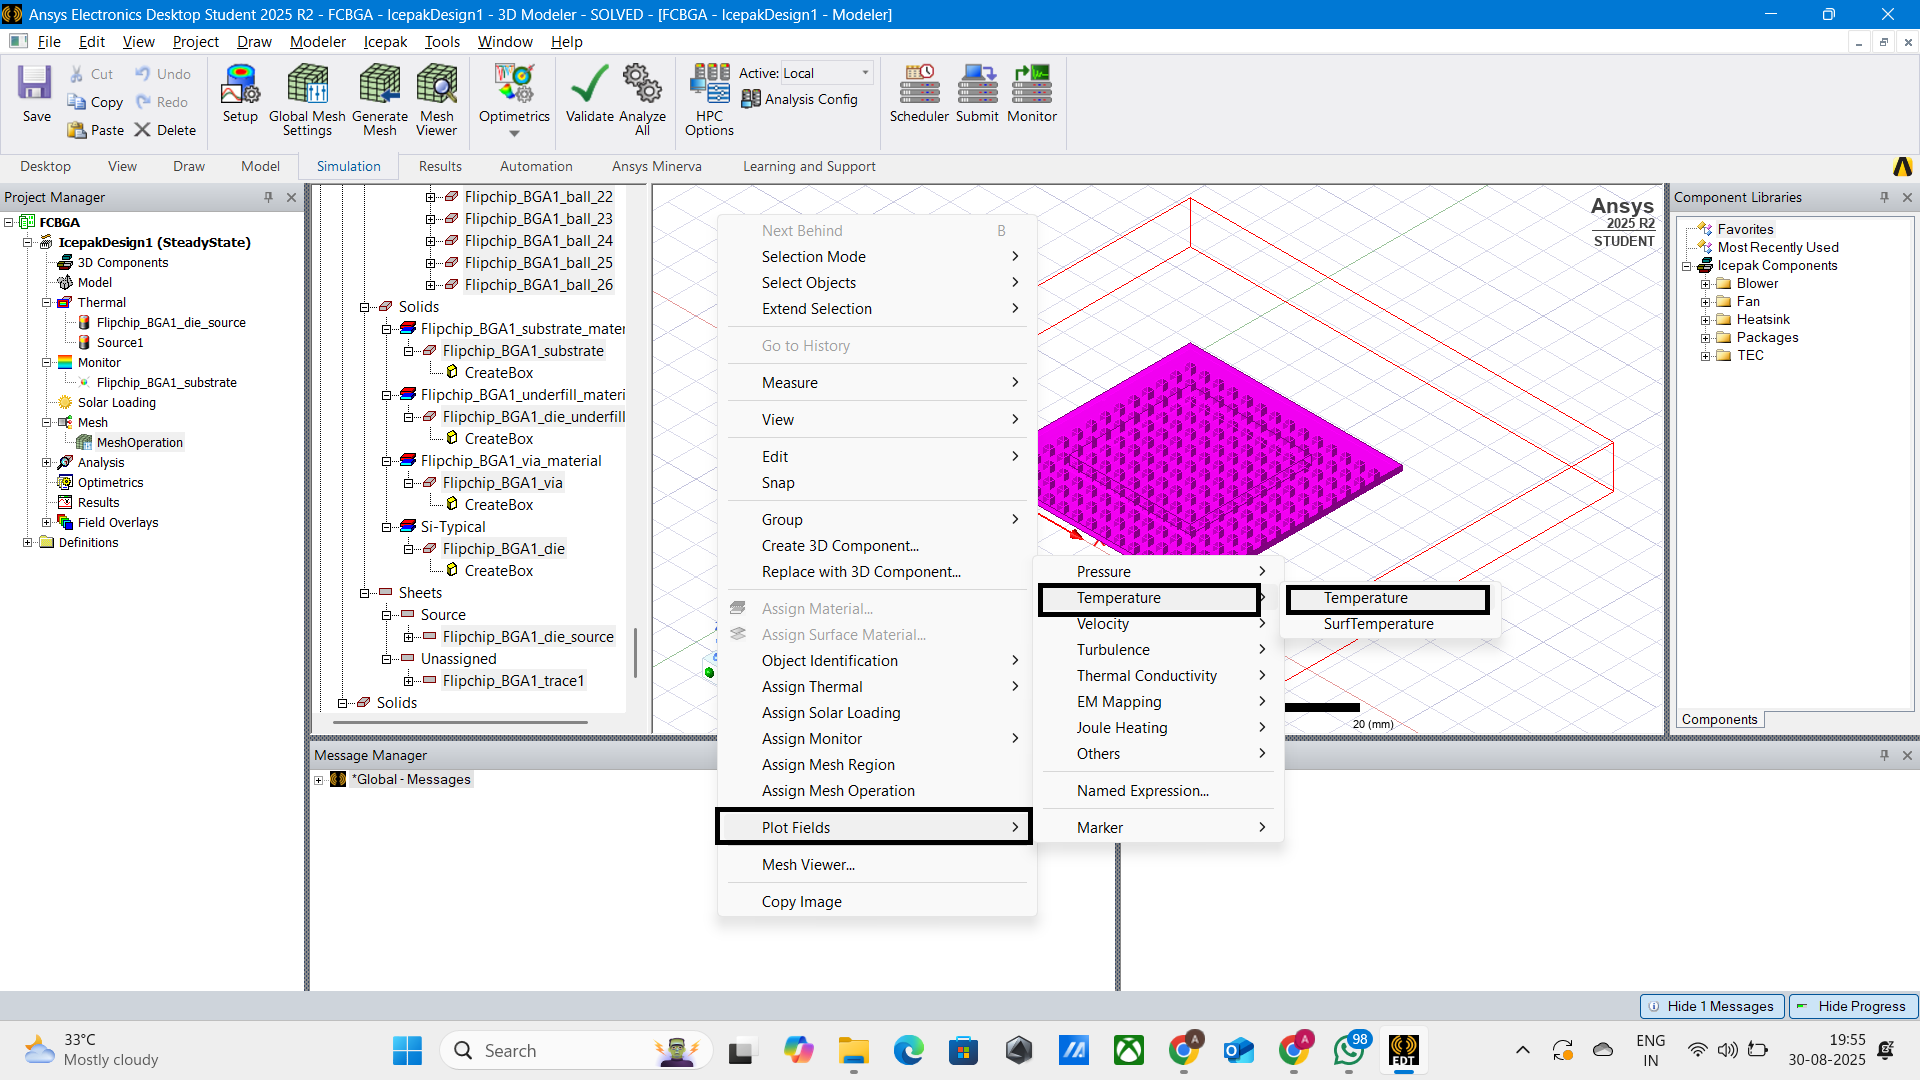 Ansys Electronics Desktop Student 2025 R2 - FCBGA - IcepakDesign1 - 3D Modeler - SOLVED - [FCBGA - IcepakDesign1 - Modeler]
File Edit View Project Draw Modeler Icepak Tools Window Help
Save
Cut
Copy
Paste
Undo
Redo
Delete
Setup
Global Mesh Settings
Generate Mesh
Mesh Viewer
Optimetrics
Validate
Analyze All
HPC Options
Active: Local
Analysis Config
Scheduler
Submit
Monitor
Desktop View Draw Model Simulation Results Automation Ansys Minerva Learning and Support
Project Manager
FCBGA
IcepakDesign1 (SteadyState)
3D Components
Model
Thermal
Flipchip_BGA1_die_source
Source1
Monitor
Flipchip_BGA1_substrate
Solar Loading
Mesh
MeshOperation
Analysis
Optimetrics
Results
Field Overlays
Definitions
Flipchip_BGA1_ball_22
Flipchip_BGA1_ball_23
Flipchip_BGA1_ball_24
Flipchip_BGA1_ball_25
Flipchip_BGA1_ball_26
Solids
Flipchip_BGA1_substrate_mater
Flipchip_BGA1_substrate
CreateBox
Flipchip_BGA1_underfill_materi
Flipchip_BGA1_die_underfill
CreateBox
Flipchip_BGA1_via_material
Flipchip_BGA1_via
CreateBox
Si-Typical
Flipchip_BGA1_die
CreateBox
Sheets
Source
Flipchip_BGA1_die_source
Unassigned
Flipchip_BGA1_trace1
Solids
Next Behind B
Selection Mode
Select Objects
Extend Selection
Go to History
Measure
View
Edit
Snap
Group
Create 3D Component...
Replace with 3D Component...
Assign Material...
Assign Surface Material...
Object Identification
Assign Thermal
Assign Solar Loading
Assign Monitor
Assign Mesh Region
Assign Mesh Operation
Plot Fields
Mesh Viewer...
Copy Image
Pressure
Temperature
Velocity
Turbulence
Thermal Conductivity
EM Mapping
Joule Heating
Others
Named Expression...
Marker
Temperature
SurfTemperature
Ansys
2025 R2
STUDENT
20 (mm)
Component Libraries
Favorites
Most Recently Used
Icepak Components
Blower
Fan
Heatsink
Packages
TEC
Components
Message Manager
*Global - Messages
Hide 1 Messages
Hide Progress
33°C
Mostly cloudy
Search
A
A
98
EDT
ENG
IN
19:55
30-08-2025